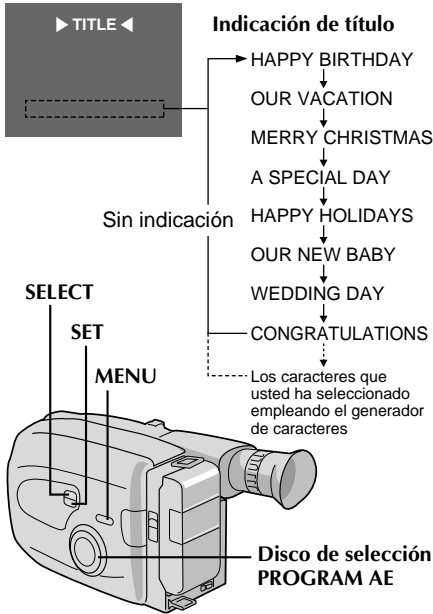 ▶ TITLE ◀
Indicación de título
HAPPY BIRTHDAY
OUR VACATION
MERRY CHRISTMAS
A SPECIAL DAY
HAPPY HOLIDAYS
OUR NEW BABY
WEDDING DAY
CONGRATULATIONS
Los caracteres que
usted ha seleccionado
empleando el generador
de caracteres
Sin indicación
SELECT
SET
MENU
Disco de selección
PROGRAM AE